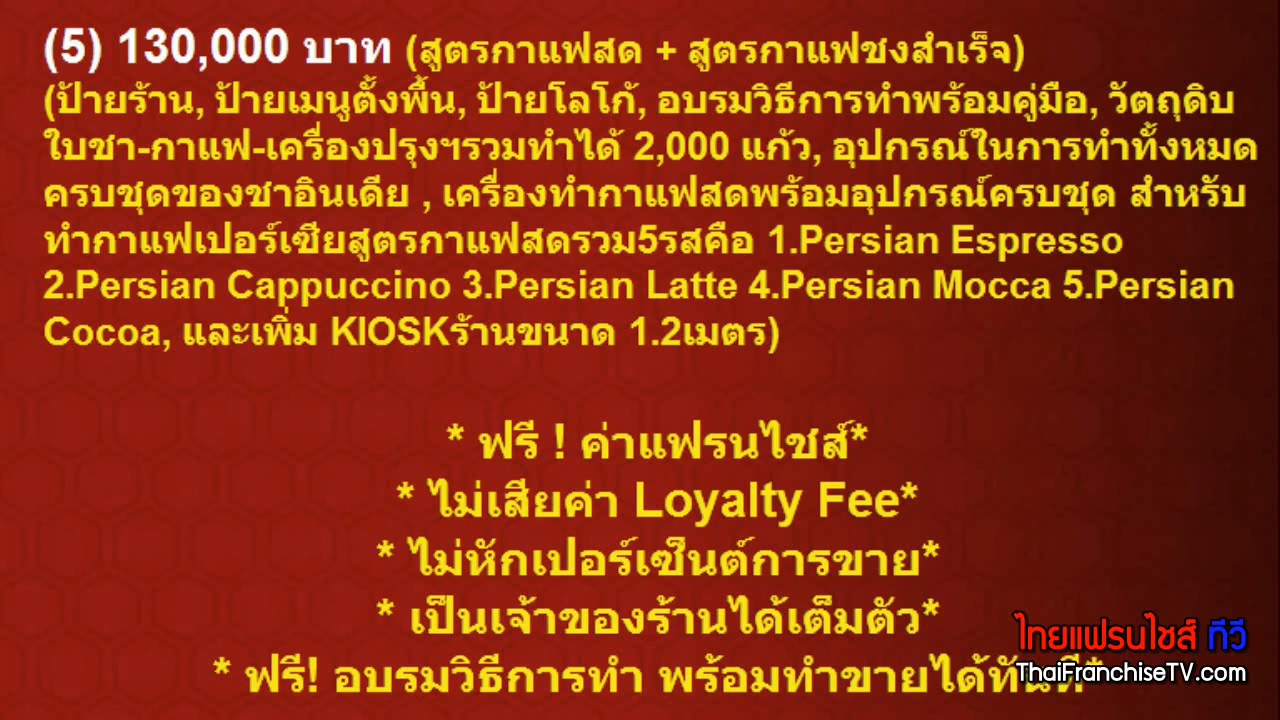 (5) 130,000 บาท (สูตรกาแฟสด + สูตรกาแฟชงสำเร็จ)
(ป้ายร้าน, ป้ายเมนูตั้งพื้น, ป้ายโลโก้, อบรมวิธีการทำพร้อมคู่มือ, วัตถุดิบ
ใบชา-กาแฟ-เครื่องปรุงฯรวมทำได้ 2,000 แก้ว, อุปกรณ์ในการทำทั้งหมด
ครบชุดของชาอินเดีย , เครื่องทำกาแฟสดพร้อมอุปกรณ์ครบชุด สำหรับ
ทำกาแฟเปอร์เซียสูตรกาแฟสดรวม5รสคือ 1.Persian Espresso
2.Persian Cappuccino 3.Persian Latte 4.Persian Mocca 5.Persian
Cocoa, และเพิ่ม KIOSKร้านขนาด 1.2เมตร)
* ฟรี ! ค่าแฟรนไชส์*
* ไม่เสียค่า Loyalty Fee*
* ไม่หักเปอร์เซ็นต์การขาย*
* เป็นเจ้าของร้านได้เต็มตัว*
* ฟรี! อบรมวิธีการทำ พร้อมทำขายได้ทันที*
ไทยแฟรนไชส์ ทีวี
ThaiFranchiseTV.com